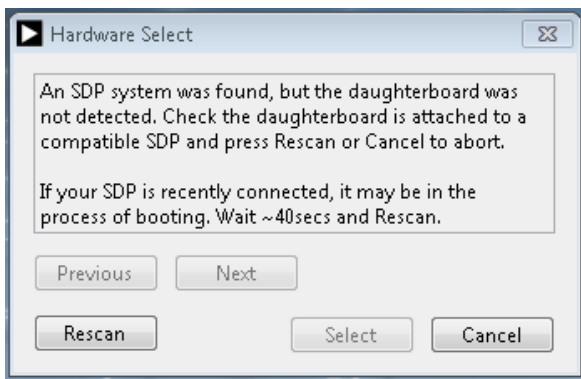 Hardware Select
An SDP system was found, but the daughterboard was
not detected. Check the daughterboard is attached to a
compatible SDP and press Rescan or Cancel to abort.
If your SDP is recently connected, it may be in the
process of booting. Wait ~40secs and Rescan.
Previous Next
Rescan Select Cancel